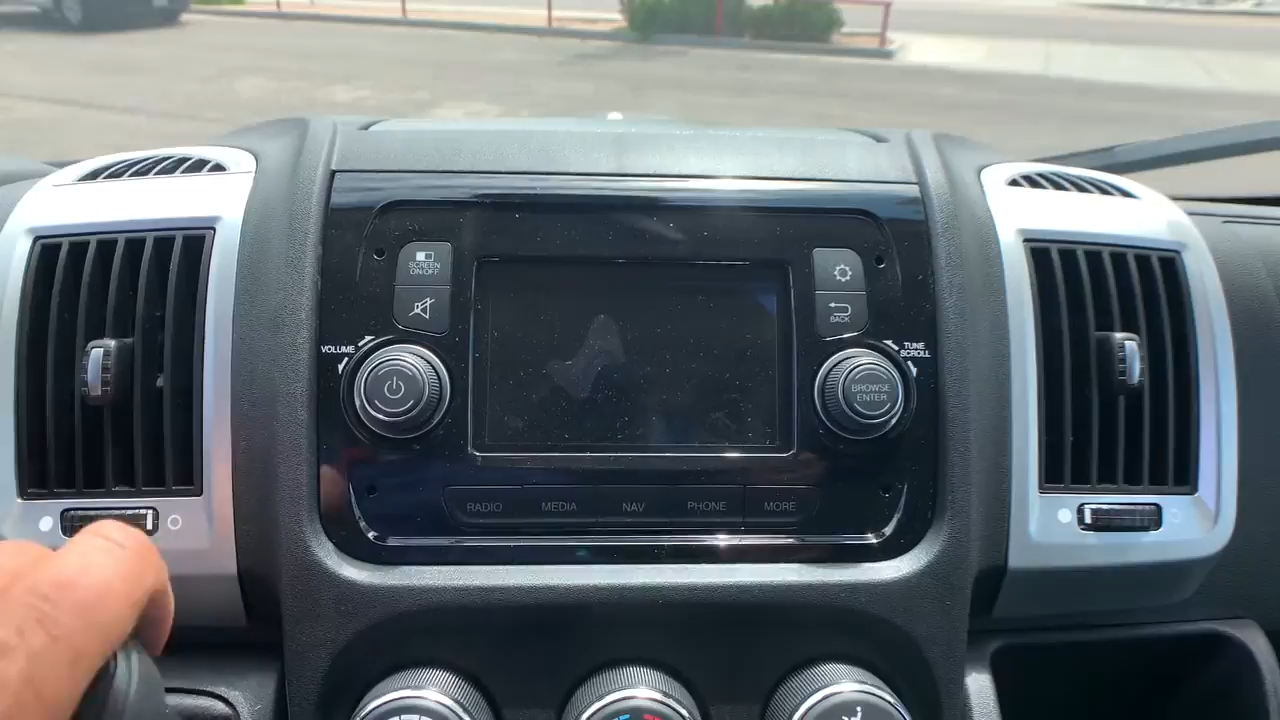 SCREEN
ON/OFF
BACK
VOLUME
TUNE
SCROLL
BROWSE
ENTER
RADIO
MEDIA
NAV
PHONE
MORE